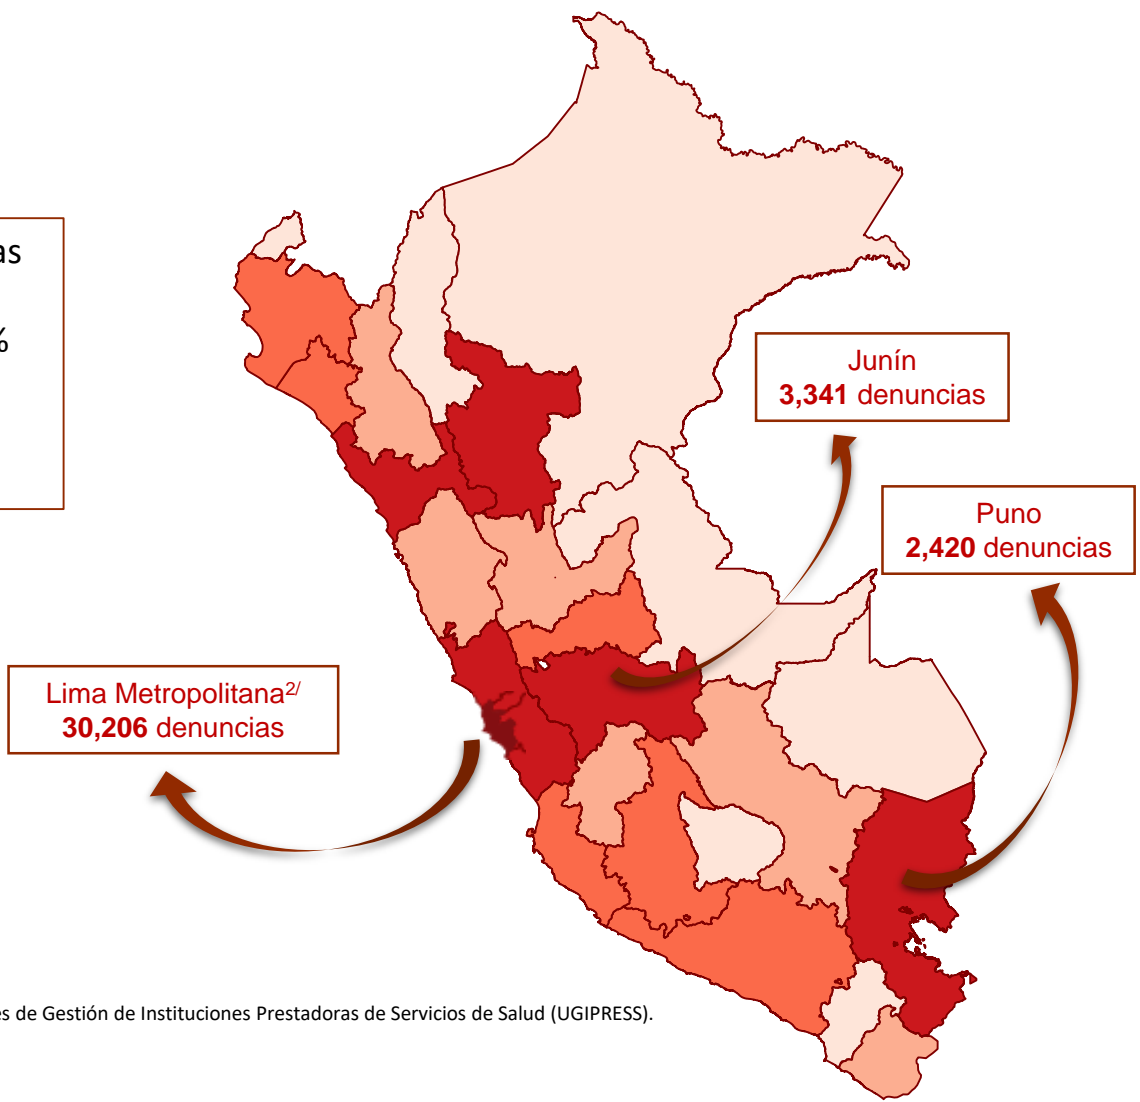 %
Junín
3,341 denuncias
Puno
2,420 denuncias
Lima Metropolitana2/
30,206 denuncias
de Gestión de Instituciones Prestadoras de Servicios de Salud (UGIPRESS).